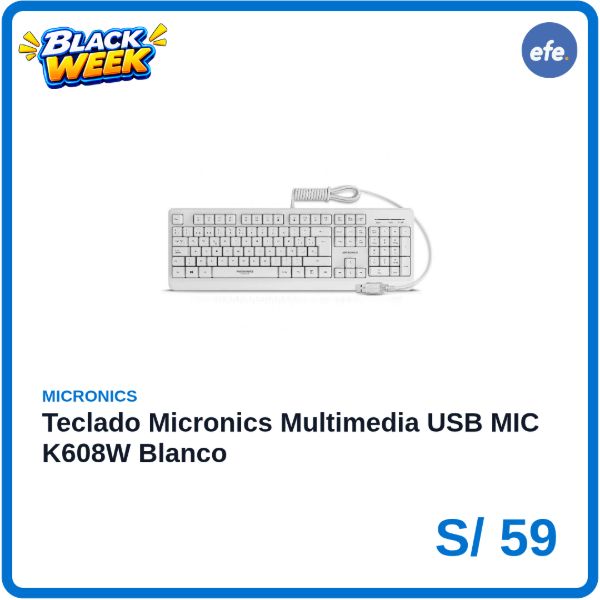 BLACK
WEEK
efe.
MICRONICS
Teclado Micronics Multimedia USB MIC
K608W Blanco
S/ 59